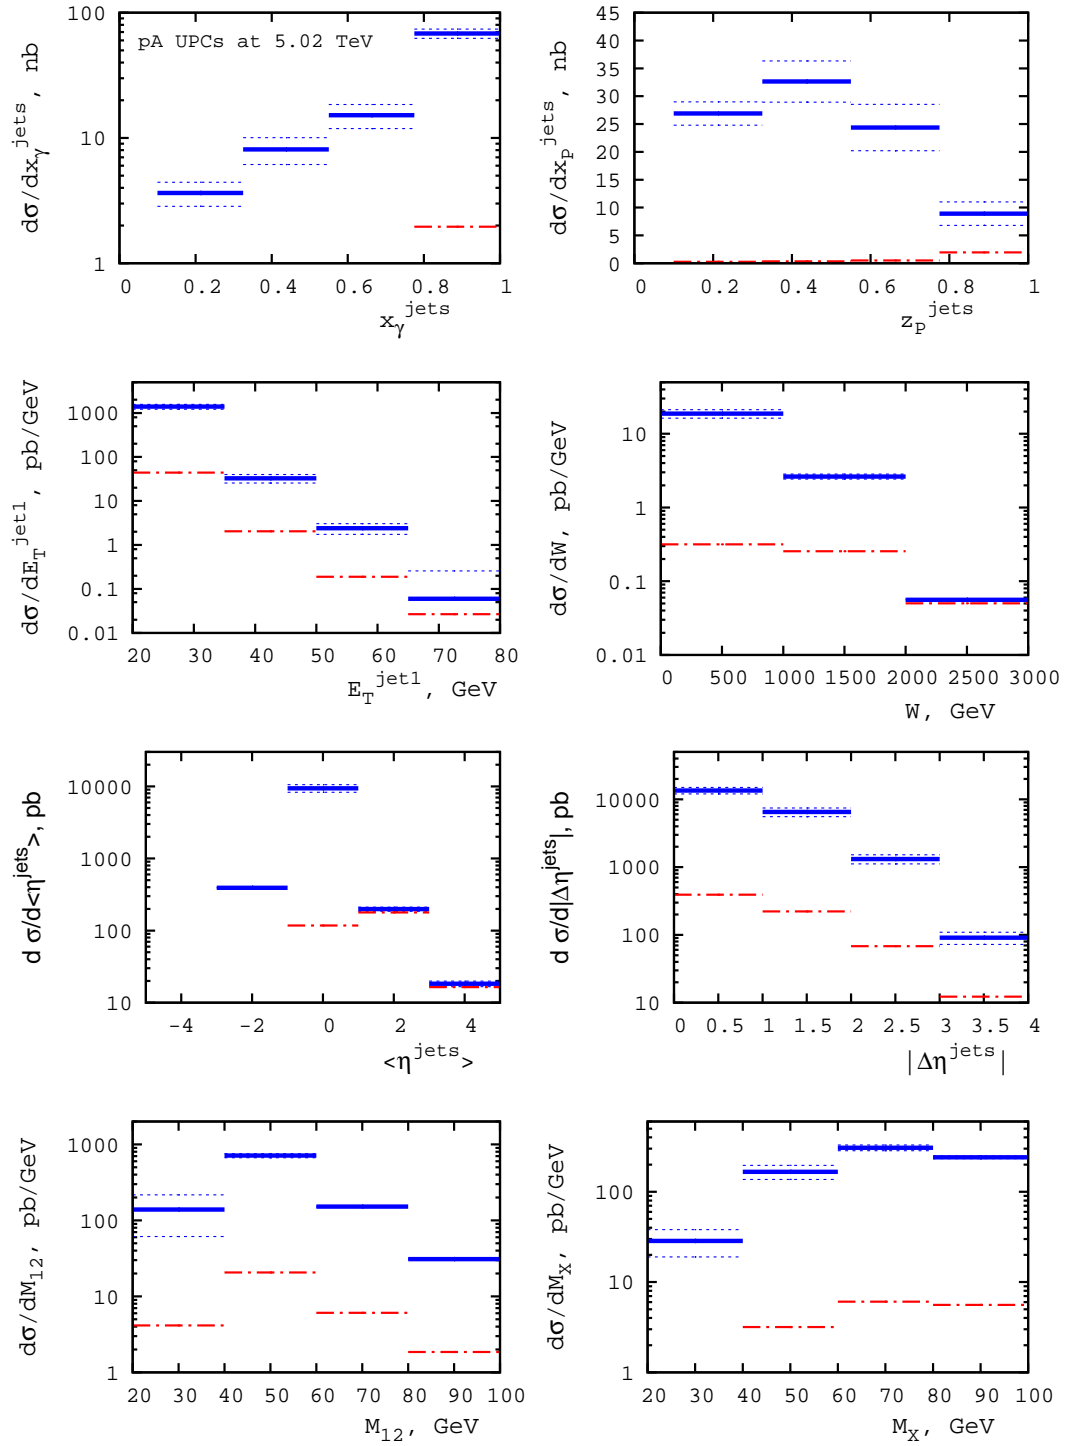 pA UPCs at 5.02 TeV
dσ/dx_γ^jets, nb
100
10
1
0 0.2 0.4 0.6 0.8 1
x_γ^jets
dσ/dx_P^jets, nb
45
40
35
30
25
20
15
10
5
0
0 0.2 0.4 0.6 0.8 1
z_P^jets
dσ/dE_T^jet1, pb/GeV
1000
100
10
1
0.1
0.01
20 30 40 50 60 70 80
E_T^jet1, GeV
dσ/dW, pb/GeV
10
1
0.1
0.01
0 500 1000 1500 2000 2500 3000
W, GeV
d σ/d<η^jets>, pb
10000
1000
100
10
-4 -2 0 2 4
<η^jets>
d σ/d|Δη^jets|, pb
10000
1000
100
10
0 0.5 1 1.5 2 2.5 3 3.5 4
|Δη^jets|
dσ/dM_12, pb/GeV
1000
100
10
1
20 30 40 50 60 70 80 90 100
M_12, GeV
dσ/dM_X, pb/GeV
100
10
1
20 30 40 50 60 70 80 90 100
M_X, GeV